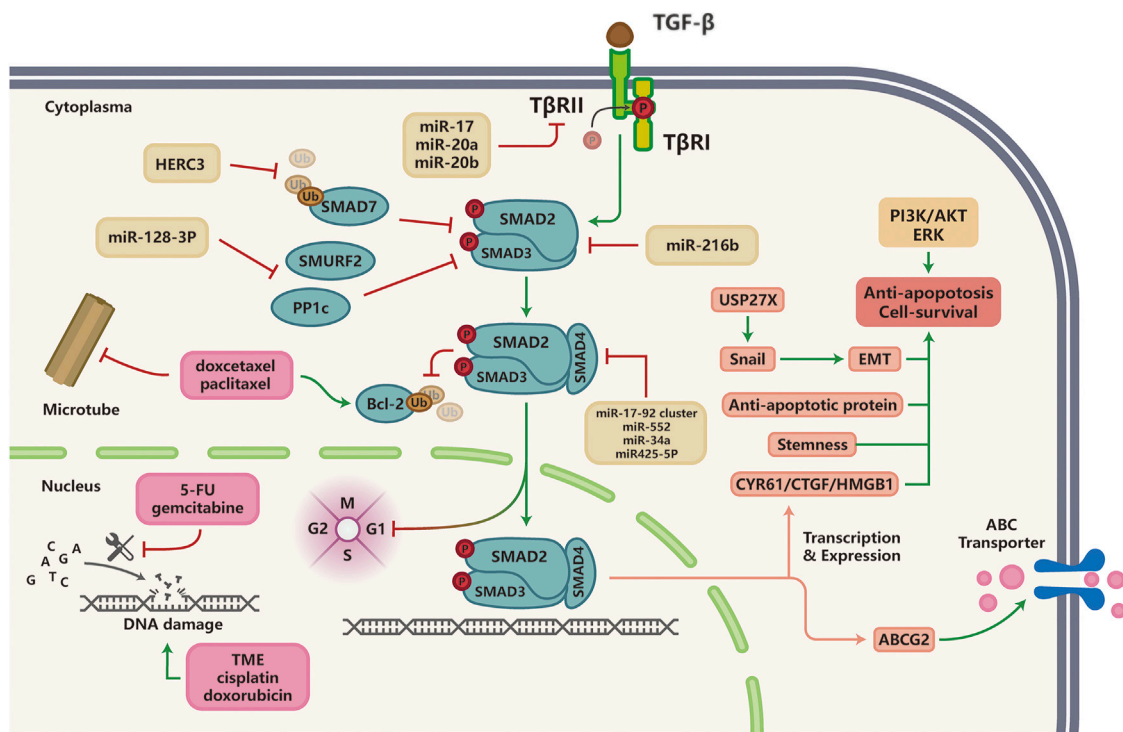 TGF-β
Cytoplasma
TβRII
P
P
TβRI
miR-17
miR-20a
miR-20b
HERC3
Ub
Ub
Ub
SMAD7
miR-128-3P
SMURF2
PP1c
P
SMAD2
P
SMAD3
miR-216b
PI3K/AKT
ERK
Anti-apopotosis
Cell-survival
USP27X
Snail
EMT
Anti-apoptotic protein
Stemness
CYR61/CTGF/HMGB1
Microtube
doxcetaxel
paclitaxel
Bcl-2
Ub
Ub
Ub
P
SMAD2
P
SMAD3
SMAD4
miR-17-92 cluster
miR-552
miR-34a
miR425-5P
Nucleus
5-FU
gemcitabine
M
G2
G1
S
C
A
A
G
G
T
C
DNA damage
TME
cisplatin
doxorubicin
P
SMAD2
P
SMAD3
SMAD4
Transcription
& Expression
ABC
Transporter
ABCG2